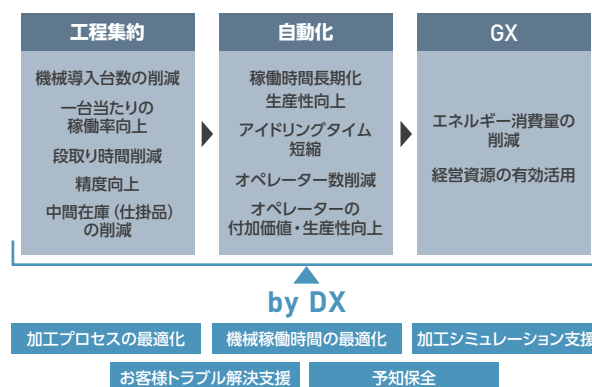 工程集約
機械導入台数の削減
一台当たりの
稼働率向上
段取り時間削減
精度向上
中間在庫（仕掛品）
の削減
自動化
稼働時間長期化
生産性向上
アイドリングタイム
短縮
オペレーター数削減
オペレーターの
付加価値・生産性向上
GX
エネルギー消費量の
削減
経営資源の有効活用
by DX
加工プロセスの最適化
機械稼働時間の最適化
加工シミュレーション支援
お客様トラブル解決支援
予知保全